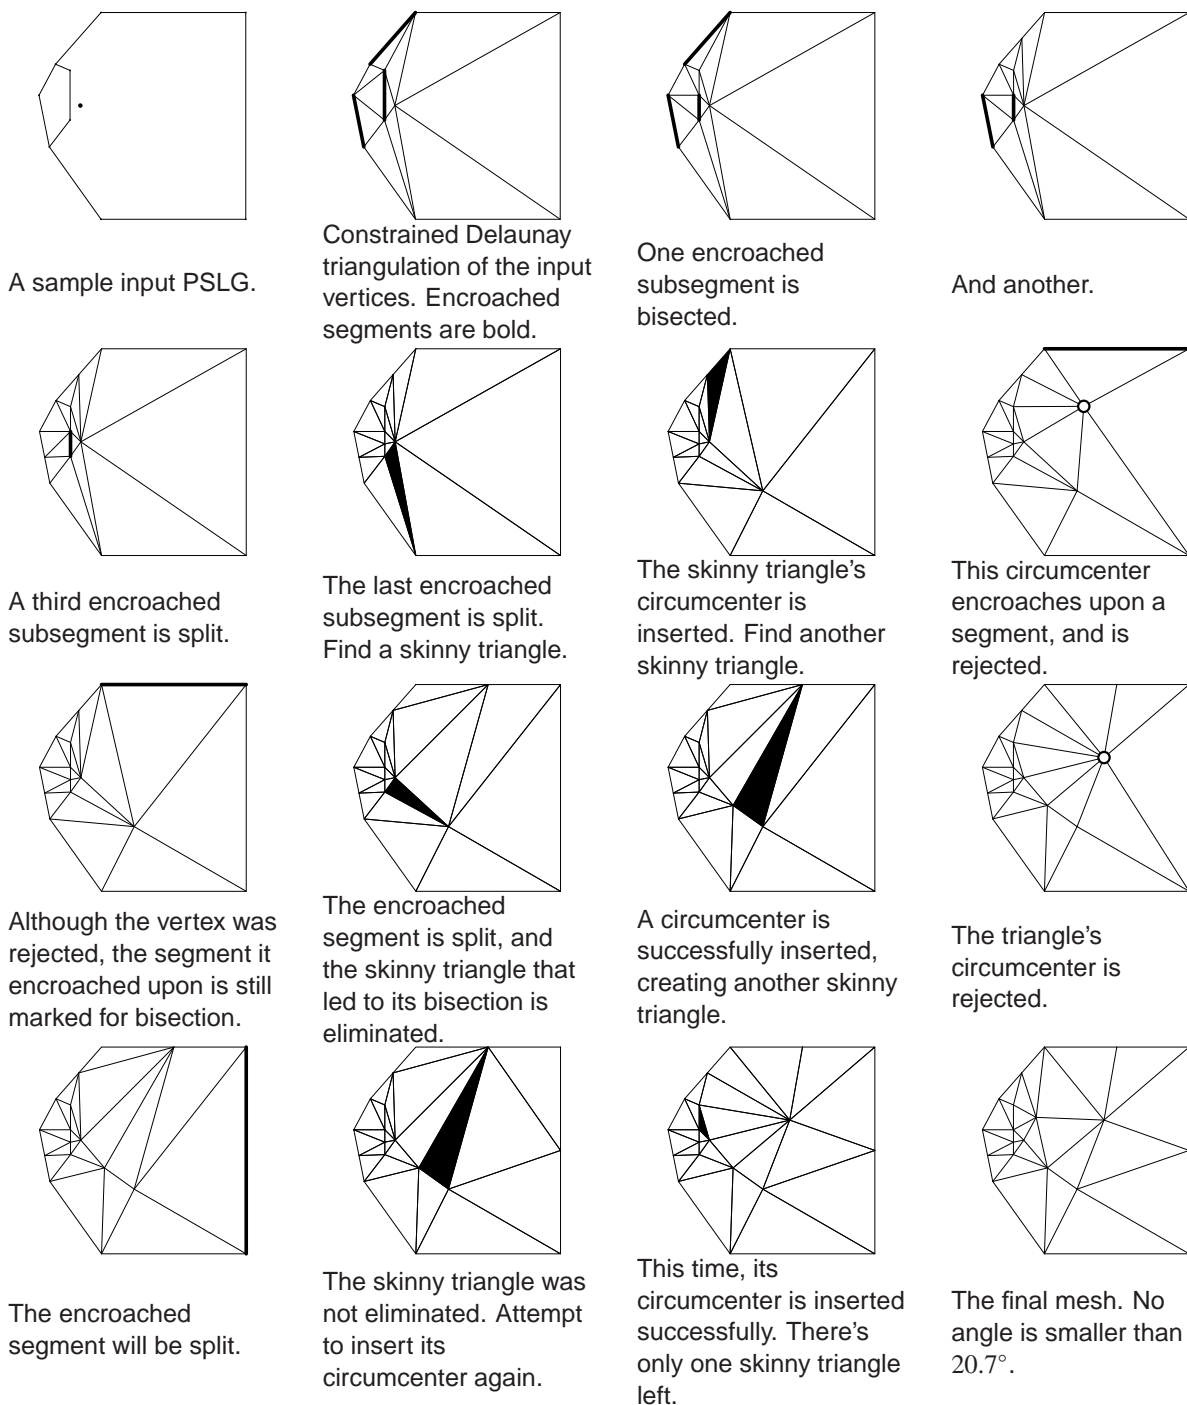 A sample input PSLG.
Constrained Delaunay
triangulation of the input
vertices. Encroached
segments are bold.
One encroached
subsegment is
bisected.
And another.
A third encroached
subsegment is split.
The last encroached
subsegment is split.
Find a skinny triangle.
The skinny triangle's
circumcenter is
inserted. Find another
skinny triangle.
This circumcenter
encroaches upon a
segment, and is
rejected.
Although the vertex was
rejected, the segment it
encroached upon is still
marked for bisection.
The encroached
segment is split, and
the skinny triangle that
led to its bisection is
eliminated.
A circumcenter is
successfully inserted,
creating another skinny
triangle.
The triangle's
circumcenter is
rejected.
The encroached
segment will be split.
The skinny triangle was
not eliminated. Attempt
to insert its
circumcenter again.
This time, its
circumcenter is inserted
successfully. There's
only one skinny triangle
left.
The final mesh. No
angle is smaller than
20.7°.